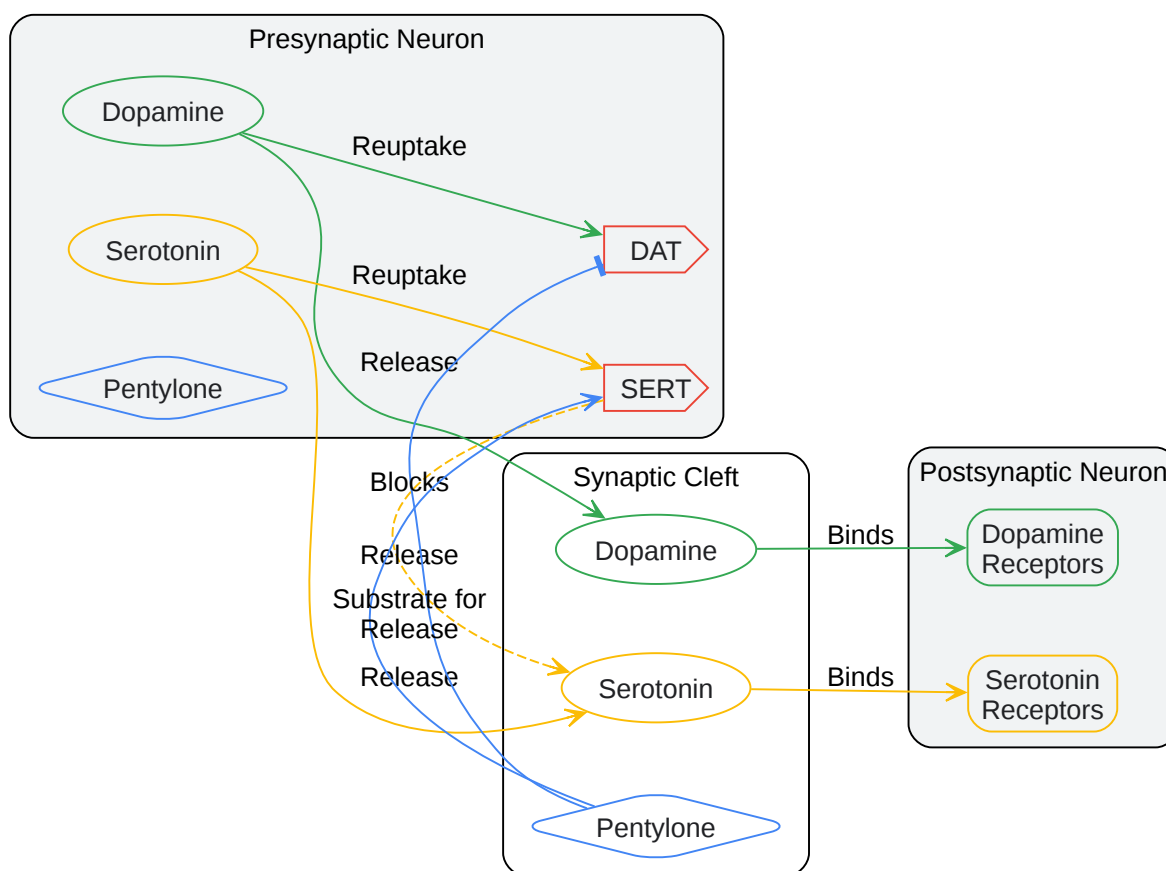 Presynaptic Neuron
Dopamine
Reuptake
Serotonin
DAT
Reuptake
Release
Pentylone
SERT
Synaptic Cleft
Postsynaptic Neuron
Blocks
Dopamine
Binds
Dopamine
Receptors
Release
Substrate for
Release
Release
Serotonin
Binds
Serotonin
Receptors
Pentylone